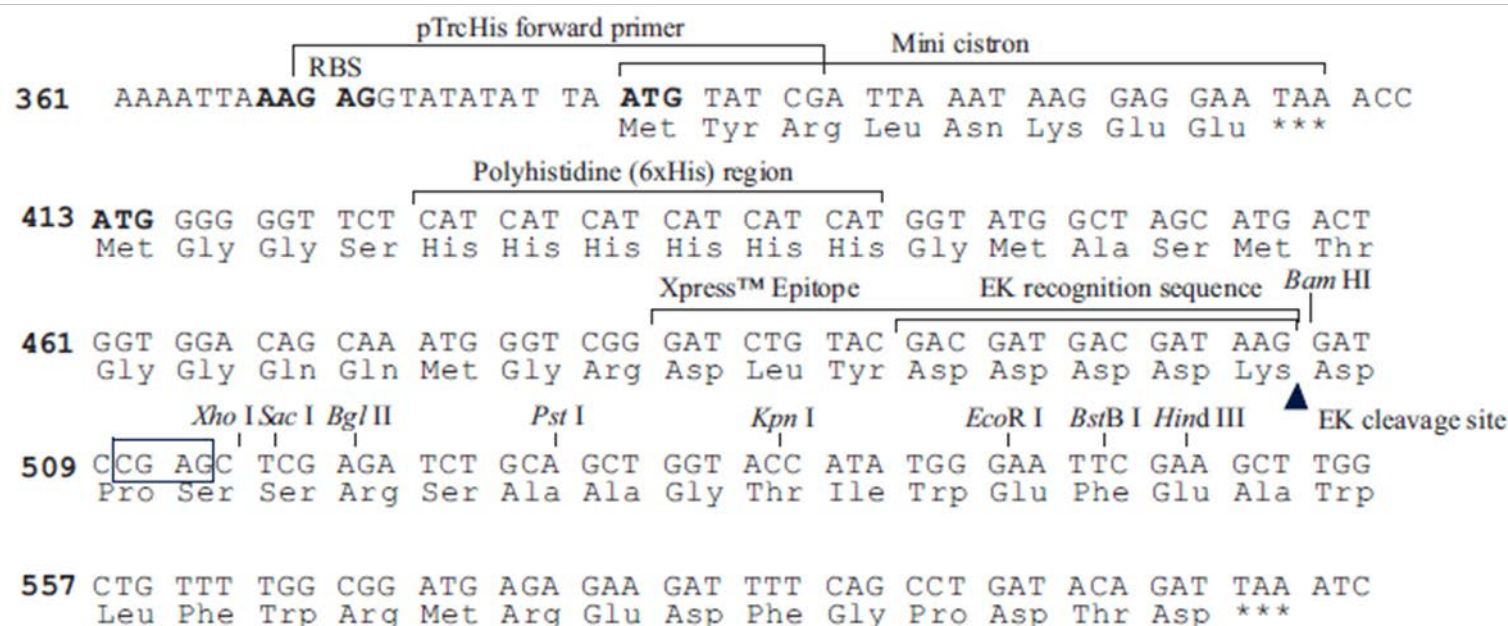 pTrcHis forward primer
Mini cistron
RBS
361 AAAATTAAAG AGGTATATAT TA ATG TAT CGA TTA AAT AAG GAG GAA TAA ACC
Met Tyr Arg Leu Asn Lys Glu Glu ***
Polyhistidine (6xHis) region
413 ATG GGG GGT TCT CAT CAT CAT CAT CAT CAT GGT ATG GCT AGC ATG ACT
Met Gly Gly Ser His His His His His His Gly Met Ala Ser Met Thr
Xpress™ Epitope EK recognition sequence Bam HI
461 GGT GGA CAG CAA ATG GGT CGG GAT CTG TAC GAC GAT GAC GAT AAG GAT
Gly Gly Gln Gln Met Gly Arg Asp Leu Tyr Asp Asp Asp Asp Lys Asp
Xho I Sac I Bgl II Pst I Kpn I EcoR I BstB I Hind III EK cleavage site
509 CCG AGC TCG AGA TCT GCA GCT GGT ACC ATA TGG GAA TTC GAA GCT TGG
Pro Ser Ser Arg Ser Ala Ala Gly Thr Ile Trp Glu Phe Glu Ala Trp
557 CTG TTT TGG CGG ATG AGA GAA GAT TTT CAG CCT GAT ACA GAT TAA ATC
Leu Phe Trp Arg Met Arg Glu Asp Phe Gly Pro Asp Thr Asp ***